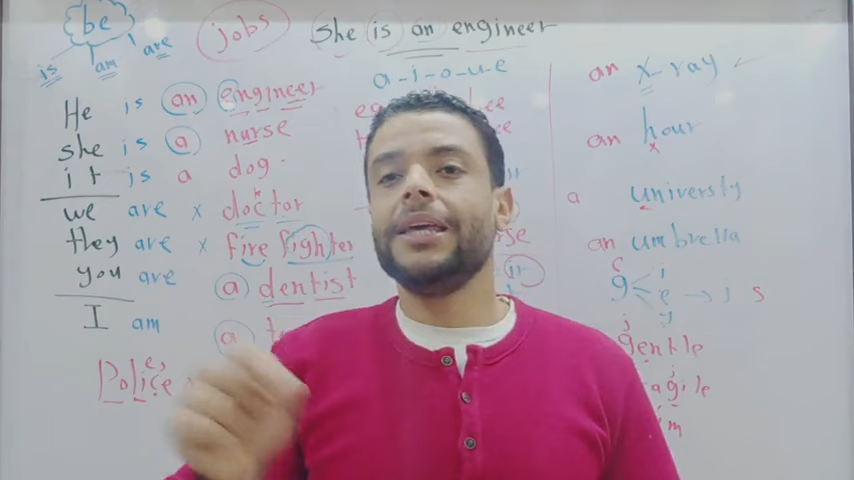 be
is am are
jobs
She is an engineer
a-i-o-u-e
He is an engineer
she is a nurse
it is a dog.
we are x doctor
they are x fire fighter
you are a dentist
I am a
Police
an x-ray
an hour
x
a universty
an umbrella
c
g i
e → j s
y
j
gentle
j
agile
m